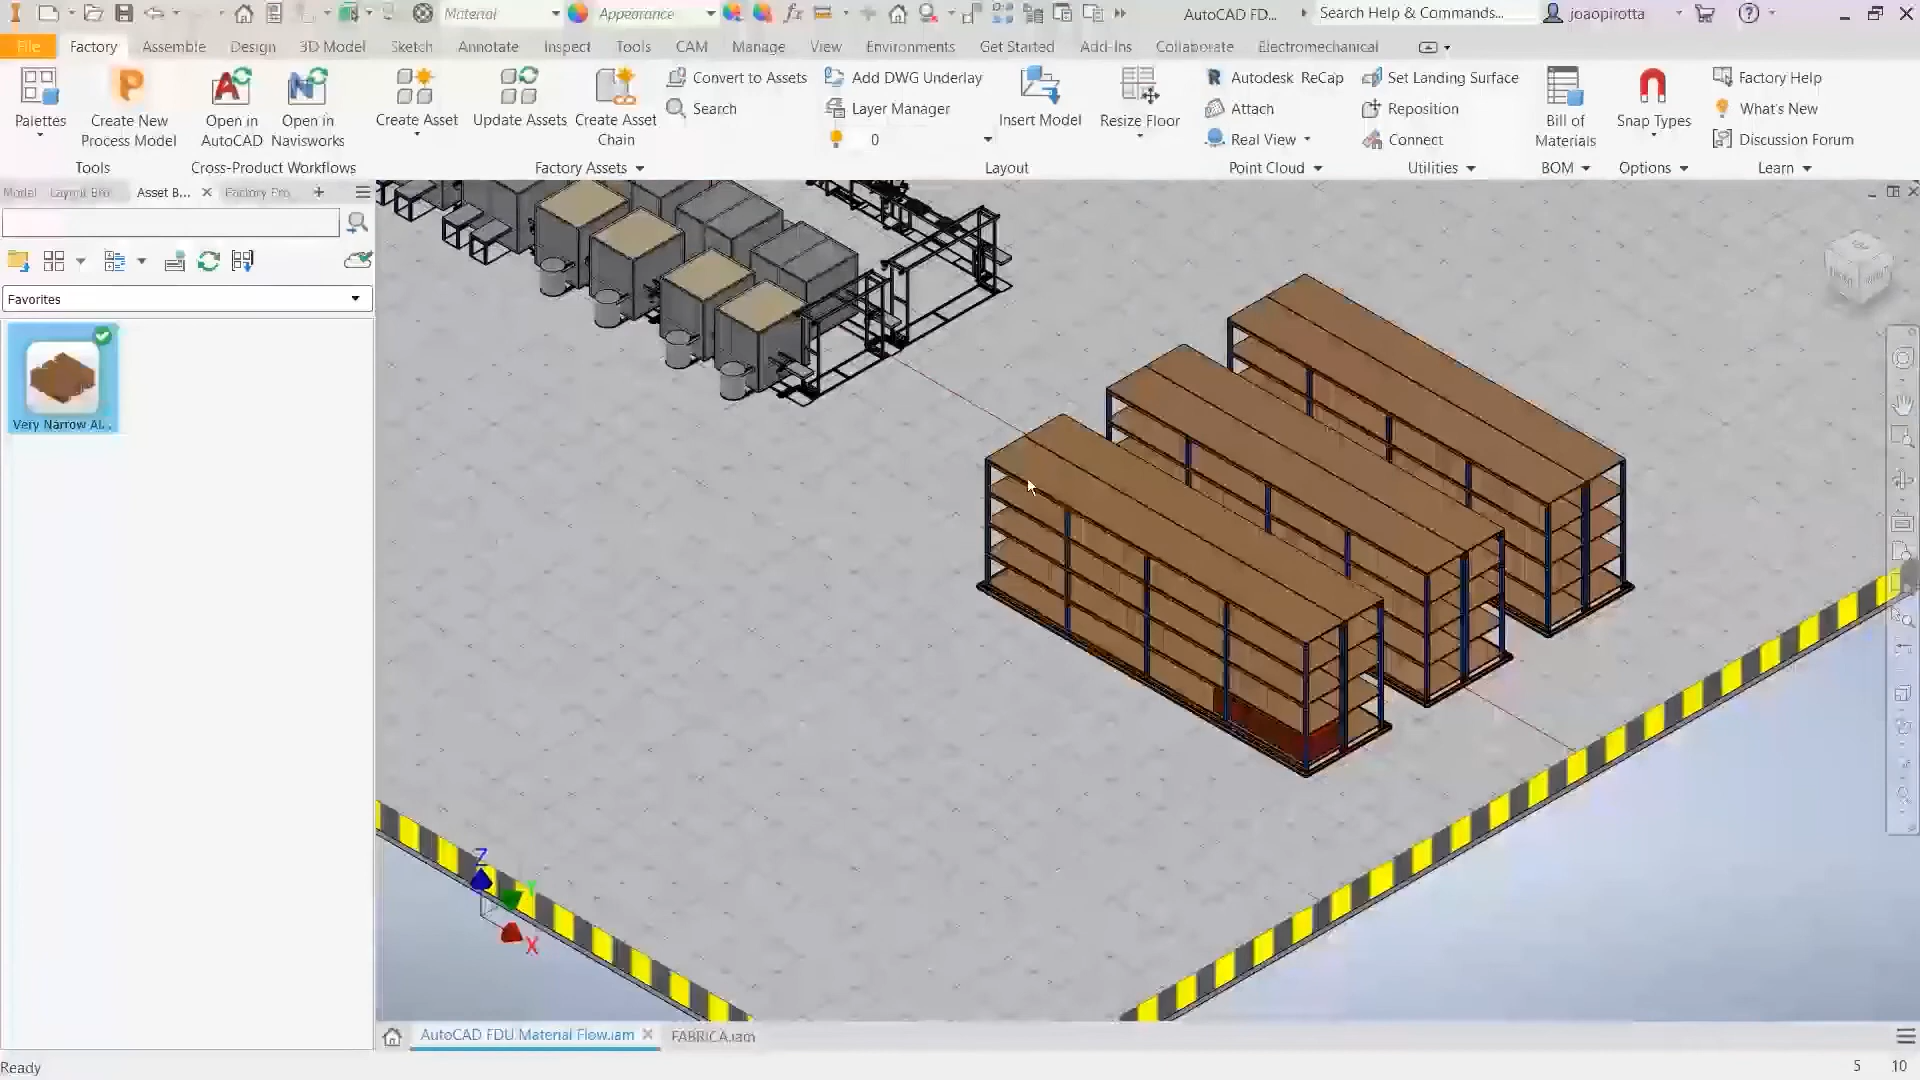 Material
Appearance
AutoCAD FD...
Search Help & Commands...
joaopirotta
File
Factory
Assemble
Design
3D Model
Sketch
Annotate
Inspect
Tools
CAM
Manage
View
Environments
Get Started
Add-Ins
Collaborate
Electromechanical
Palettes
Create New
Process Model
Open in
AutoCAD
Open in
Navisworks
Create Asset
Update Assets
Create Asset
Chain
Convert to Assets
Search
Add DWG Underlay
Layer Manager
0
Insert Model
Resize Floor
Autodesk ReCap
Attach
Real View
Set Landing Surface
Reposition
Connect
Bill of
Materials
Snap Types
Factory Help
What's New
Discussion Forum
Tools
Cross-Product Workflows
Factory Assets
Layout
Point Cloud
Utilities
BOM
Options
Learn
Model
Layout Bro
Asset B...
Factory Pro
Favorites
Very Narrow Al...
Z
Y
X
AutoCAD FDU Material Flow.iam
FABRICA.iam
Ready
5
10